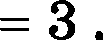 = 3 .